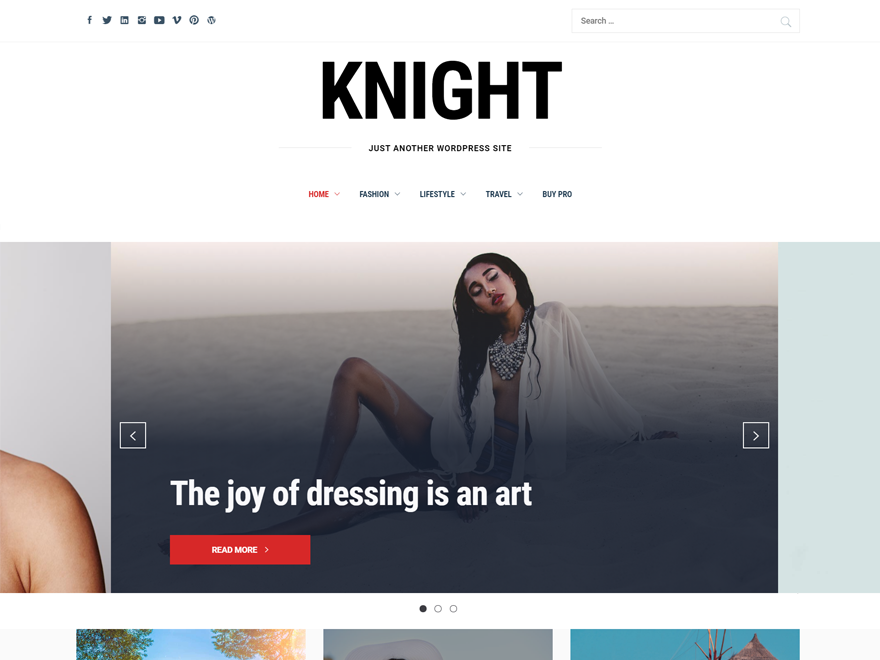 Search ...
KNIGHT
JUST ANOTHER WORDPRESS SITE
HOME FASHION LIFESTYLE TRAVEL BUY PRO
The joy of dressing is an art
READ MORE